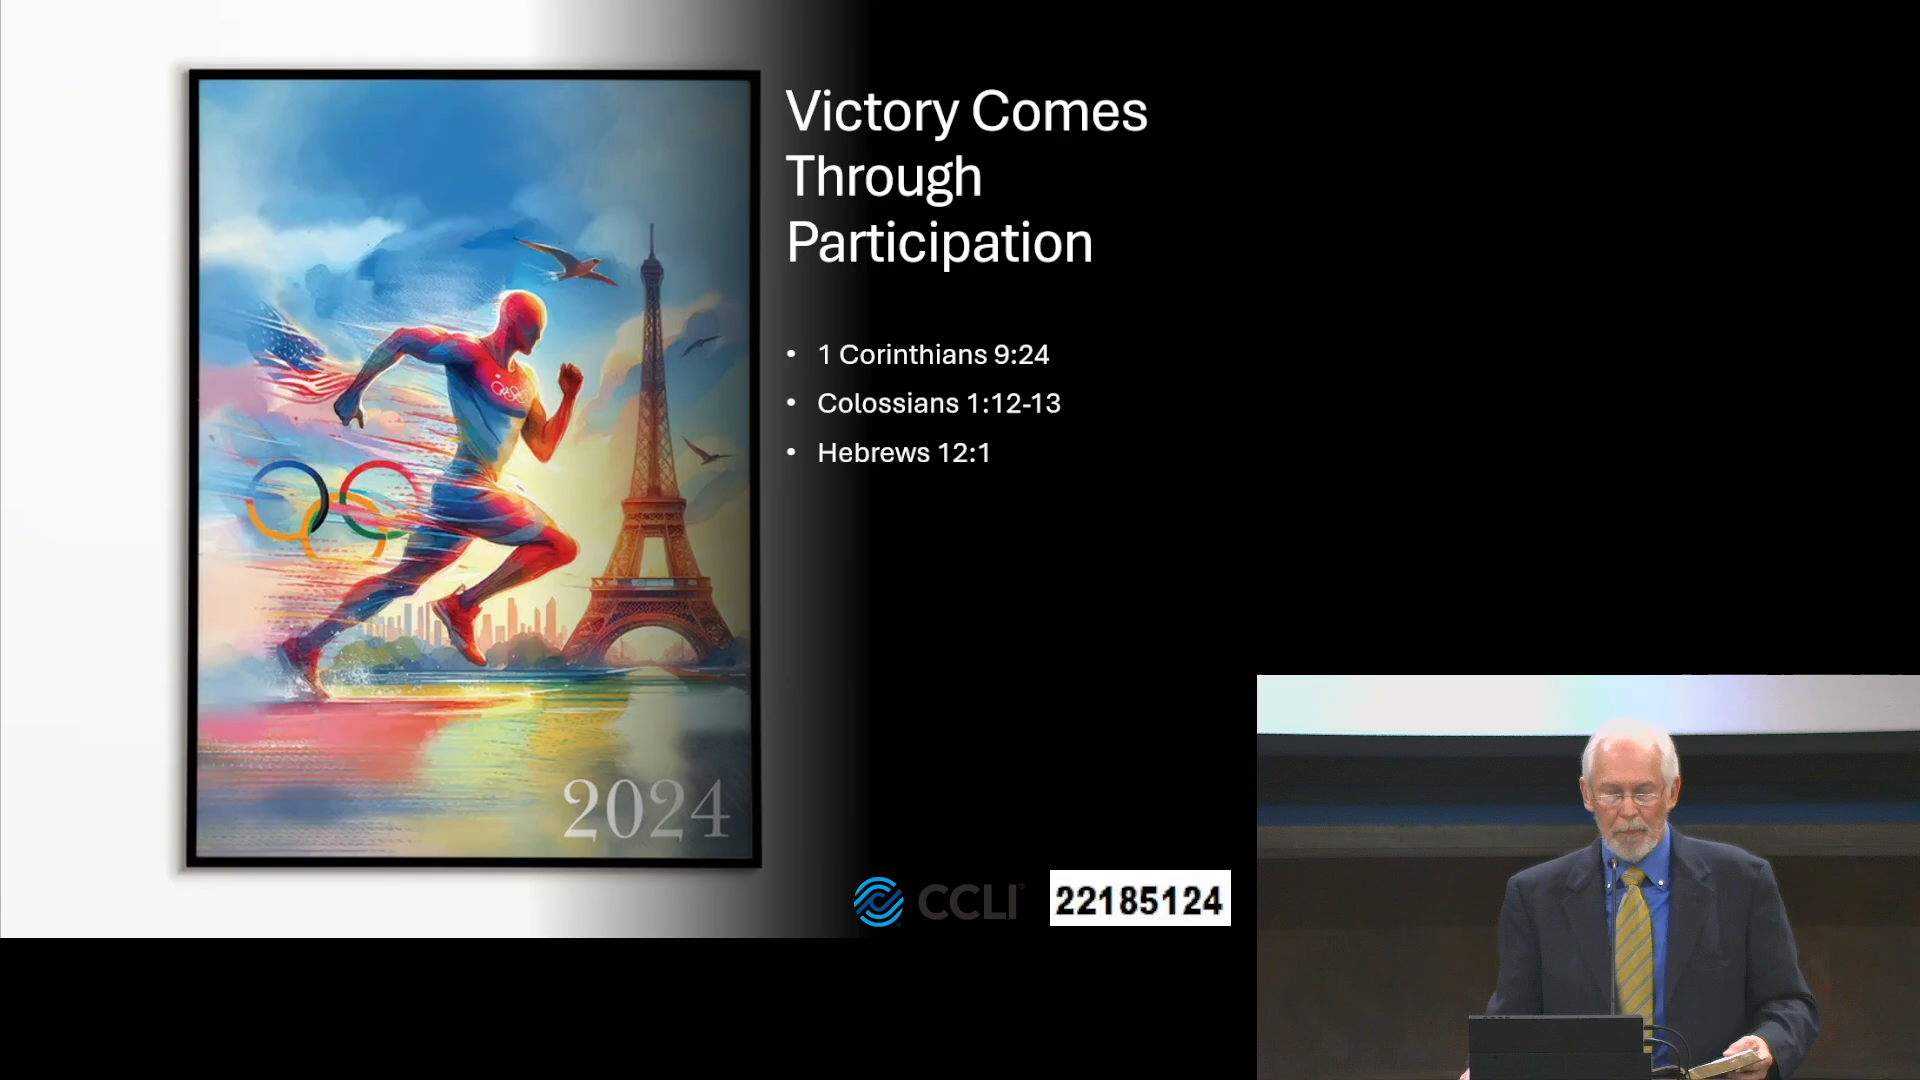 Victory Comes
Through
Participation
• 1 Corinthians 9:24
• Colossians 1:12-13
• Hebrews 12:1
2024
CCLI
22185124